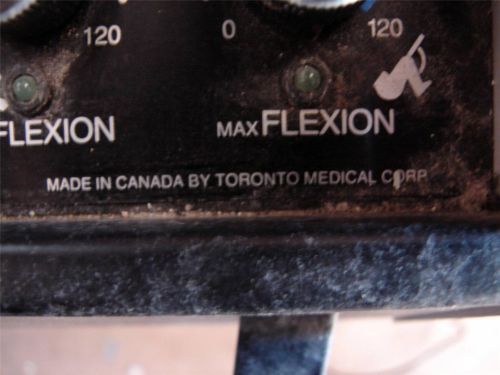 120 0 120
FLEXION MAX FLEXION
MADE IN CANADA BY TORONTO MEDICAL CORP.